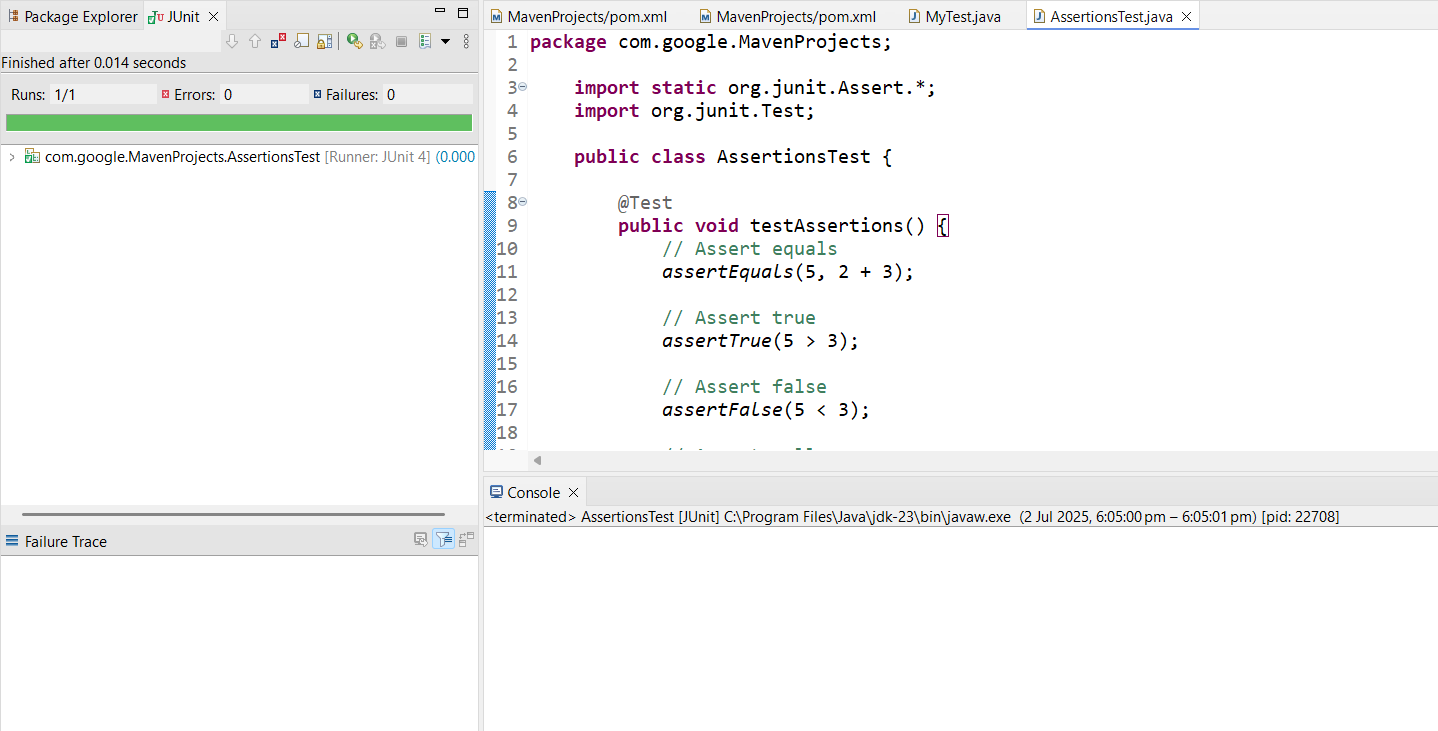 Package Explorer JUnit
Finished after 0.014 seconds
Runs: 1/1 Errors: 0 Failures: 0
com.google.MavenProjects.AssertionsTest [Runner: JUnit 4] (0.000
Failure Trace
MavenProjects/pom.xml MavenProjects/pom.xml MyTest.java AssertionsTest.java
1 package com.google.MavenProjects;
2
3 import static org.junit.Assert.*;
4 import org.junit.Test;
5
6 public class AssertionsTest {
7
8 @Test
9 public void testAssertions() {
10 // Assert equals
11 assertEquals(5, 2 + 3);
12
13 // Assert true
14 assertTrue(5 > 3);
15
16 // Assert false
17 assertFalse(5 < 3);
18
Console
<terminated> AssertionsTest [JUnit] C:\Program Files\Java\jdk-23\bin\javaw.exe (2 Jul 2025, 6:05:00 pm – 6:05:01 pm) [pid: 22708]